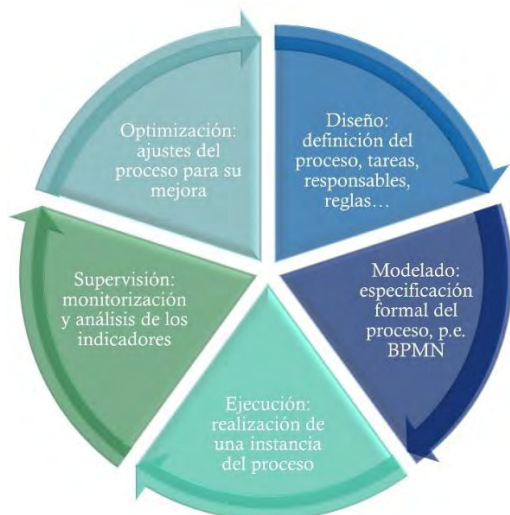 Optimización:
ajustes del
proceso para su
mejora
Diseño:
definición del
proceso, tareas,
responsables,
reglas...
Modelado:
especificación
formal del
proceso, p.e.
BPMN
Ejecución:
realización de
una instancia
del proceso
Supervisión:
monitorización
y análisis de los
indicadores